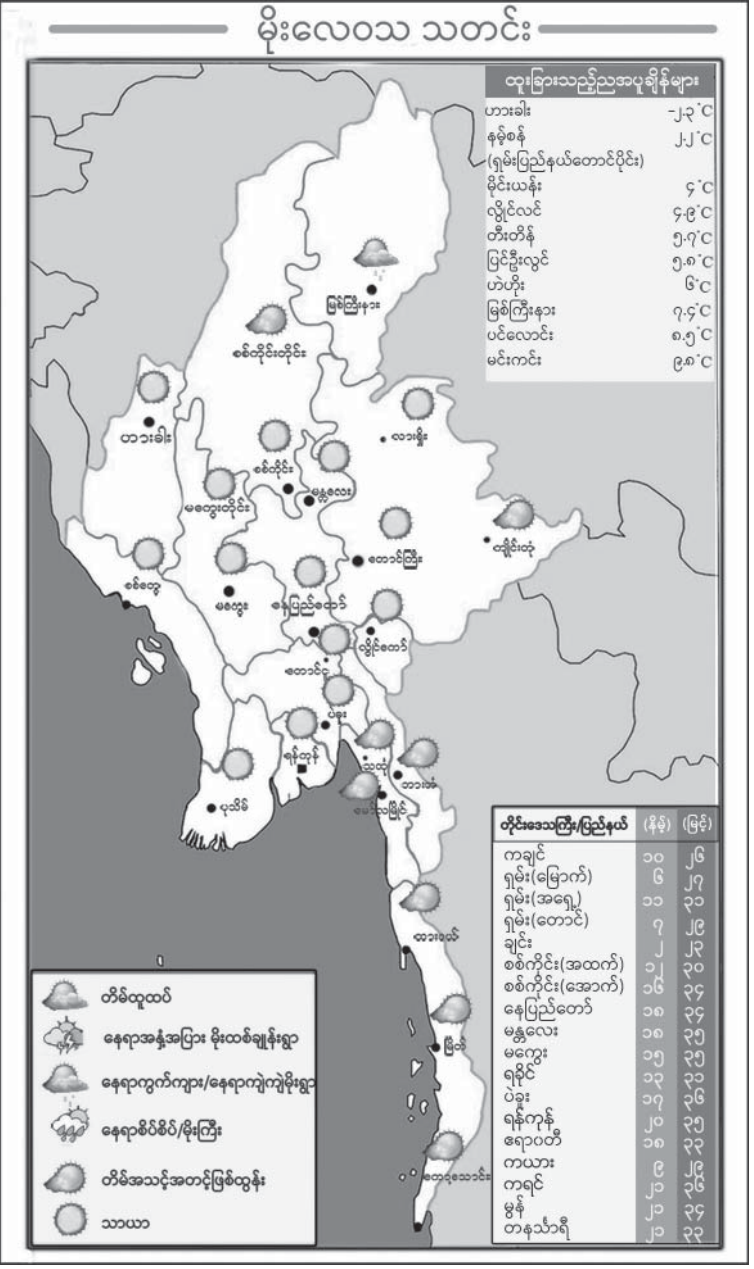 မိုးလေဝသ သတင်း
ထူးခြားသည့်ညအပူချိန်များ
ဟားခါး -၂.၃°C
နမ့်စန် ၂.၂°C
(ရှမ်းပြည်နယ်တောင်ပိုင်း)
မိုင်းယန်း ၄°C
လွိုင်လင် ၄.၉°C
တီးတိန် ၅.၇°C
ပြင်ဦးလွင် ၅.၈°C
ဟဲဟိုး ၆°C
မြစ်ကြီးနား ၇.၄°C
ပင်လောင်း ၈.၅°C
မင်းကင်း ၉.၈°C
မြစ်ကြီးနား
စစ်ကိုင်းတိုင်း
ဟားခါး
လားရှိုး
စစ်ကိုင်း
မန္တလေး
မကွေးတိုင်း
ကျိုင်းတုံ
တောင်ကြီး
စစ်တွေ
မကွေး
နေပြည်တော်
လွိုင်ကော်
တောင်ငူ
ပဲခူး
ရန်ကုန်
သထုံ
ဘားအံ
မော်လမြိုင်
ပုသိမ်
ထားဝယ်
မြိတ်
ကော့သောင်း
တိမ်ထူထပ်
နေရာအနှံ့အပြား မိုးထစ်ချုန်းရွာ
နေရာကွက်ကျား/နေရာကျဲကျဲမိုးရွာ
နေရာစိပ်စိပ်/မိုးကြီး
တိမ်အသင့်အတင့်ဖြစ်ထွန်း
သာယာ
တိုင်းဒေသကြီး/ပြည်နယ် (နိမ့်) (မြင့်)
ကချင် ၁၀ ၂၆
ရှမ်း(မြောက်) ၆ ၂၇
ရှမ်း(အရှေ့) ၁၁ ၃၁
ရှမ်း(တောင်) ၇ ၂၉
ချင်း ၂ ၂၃
စစ်ကိုင်း(အထက်) ၁၂ ၃၀
စစ်ကိုင်း(အောက်) ၁၆ ၃၄
နေပြည်တော် ၁၈ ၃၄
မန္တလေး ၁၈ ၃၅
မကွေး ၁၅ ၃၅
ရခိုင် ၁၃ ၃၁
ပဲခူး ၁၇ ၃၆
ရန်ကုန် ၂၀ ၃၅
ဧရာဝတီ ၁၈ ၃၃
ကယား ၉ ၂၉
ကရင် ၂၁ ၃၆
မွန် ၂၁ ၃၄
တနင်္သာရီ ၂၁ ၃၃